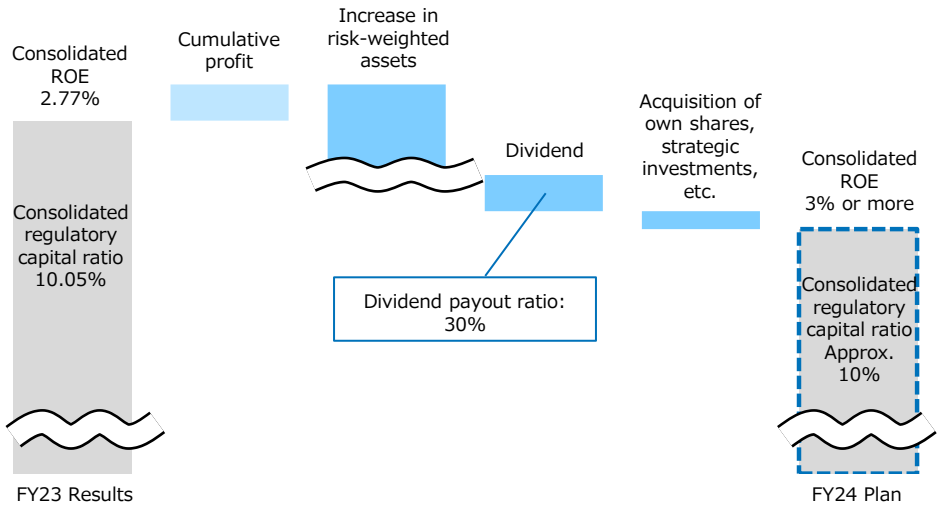 Consolidated
ROE
2.77%
Consolidated
regulatory
capital ratio
10.05%
FY23 Results
Cumulative
profit
Increase in
risk-weighted
assets
Dividend
Dividend payout ratio:
30%
Acquisition of
own shares,
strategic
investments,
etc.
Consolidated
ROE
3% or more
Consolidated
regulatory
capital ratio
Approx.
10%
FY24 Plan